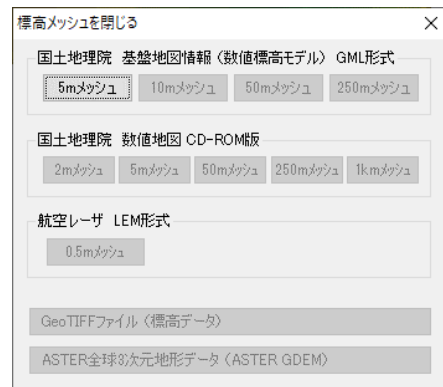 標高メッシュを閉じる
国土地理院 基盤地図情報(数値標高モデル) GML形式
5mメッシュ 10mメッシュ 50mメッシュ 250mメッシュ
国土地理院 数値地図 CD-ROM版
2mメッシュ 5mメッシュ 50mメッシュ 250mメッシュ 1kmメッシュ
航空レーザ LEM形式
0.5mメッシュ
GeoTIFFファイル(標高データ)
ASTER全球3次元地形データ(ASTER GDEM)